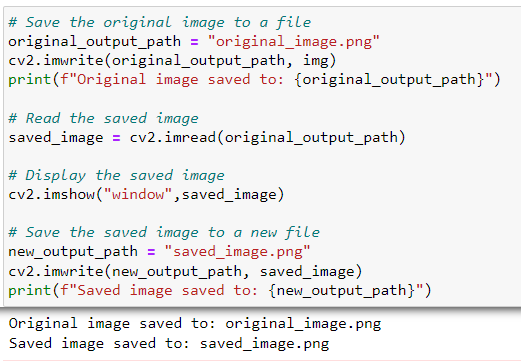 # Save the original image to a file
original_output_path = "original_image.png"
cv2.imwrite(original_output_path, img)
print(f"Original image saved to: {original_output_path}")
# Read the saved image
saved_image = cv2.imread(original_output_path)
# Display the saved image
cv2.imshow("window",saved_image)
# Save the saved image to a new file
new_output_path = "saved_image.png"
cv2.imwrite(new_output_path, saved_image)
print(f"Saved image saved to: {new_output_path}")
Original image saved to: original_image.png
Saved image saved to: saved_image.png